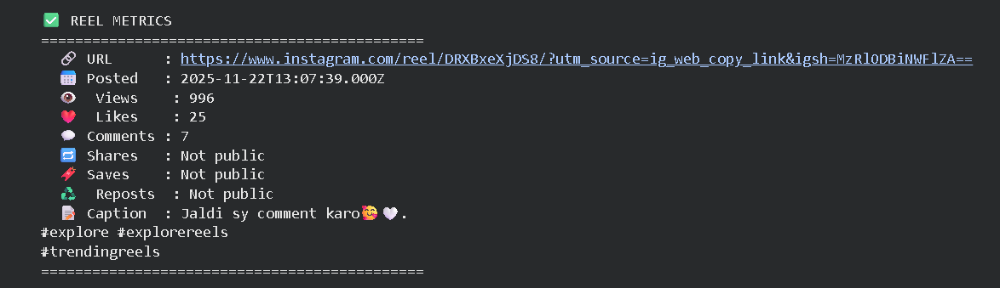 ✅ REEL METRICS
=============================================
🔗 URL      : https://www.instagram.com/reel/DRXBxeXjDS8/?utm_source=ig_web_copy_link&igsh=MzRlODBiNWFlZA==
📅 Posted   : 2025-11-22T13:07:39.000Z
👁️ Views    : 996
❤️ Likes    : 25
💬 Comments : 7
🔁 Shares   : Not public
🔖 Saves    : Not public
♻️ Reposts  : Not public
📝 Caption  : Jaldi sy comment karo🥰🤍.
#explore #explorereels
#trendingreels
=============================================